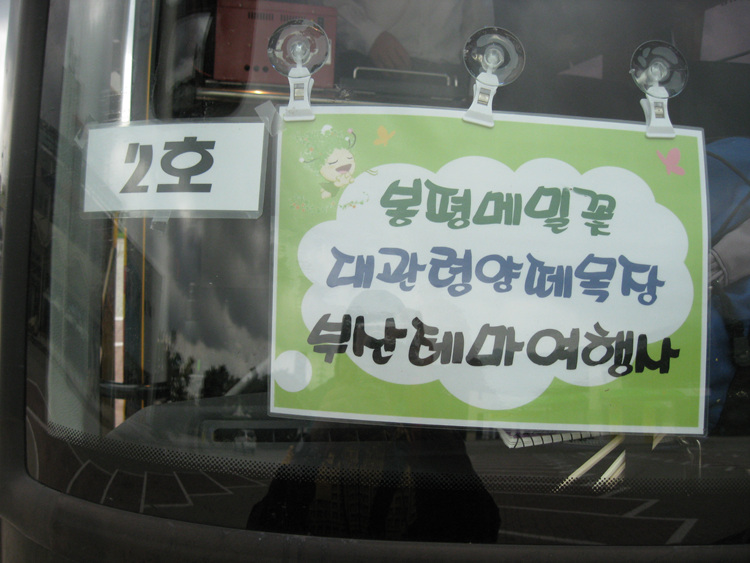 2호
봉평메밀꽃
대관령양떼목장
부산테마여행사